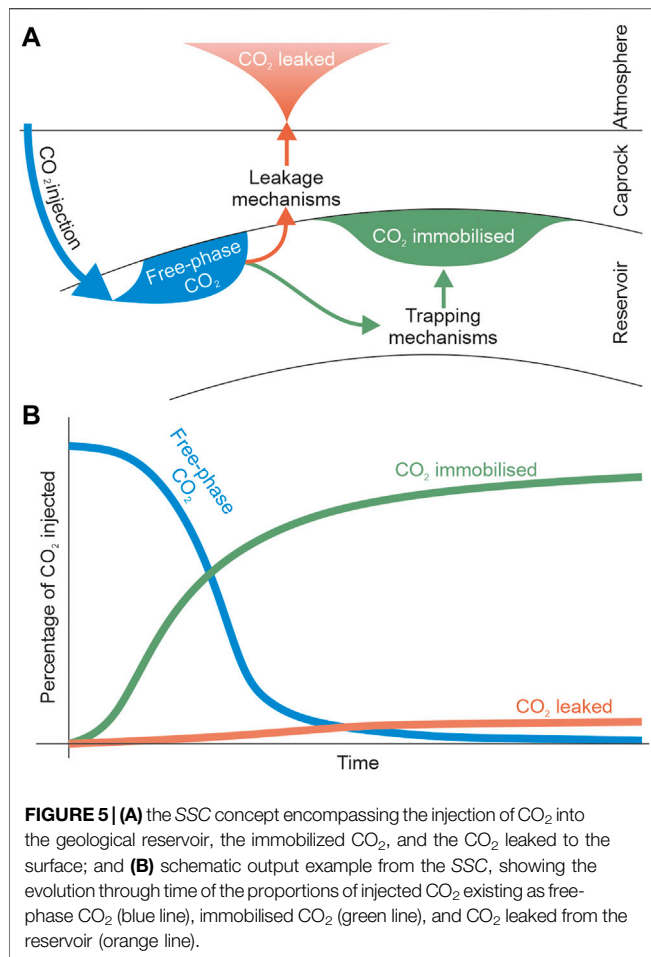 A
CO₂ leaked
Atmosphere
CO₂ injection
Leakage
mechanisms
Caprock
Free-phase
CO₂
CO₂ immobilised
Trapping
mechanisms
Reservoir
B
Free-phase
CO₂
CO₂ immobilised
Percentage of CO₂ injected
CO₂ leaked
Time
FIGURE 5 | (A) the SSC concept encompassing the injection of CO₂ into
the geological reservoir, the immobilized CO₂, and the CO₂ leaked to the
surface; and (B) schematic output example from the SSC, showing the
evolution through time of the proportions of injected CO₂ existing as free-
phase CO₂ (blue line), immobilised CO₂ (green line), and CO₂ leaked from the
reservoir (orange line).